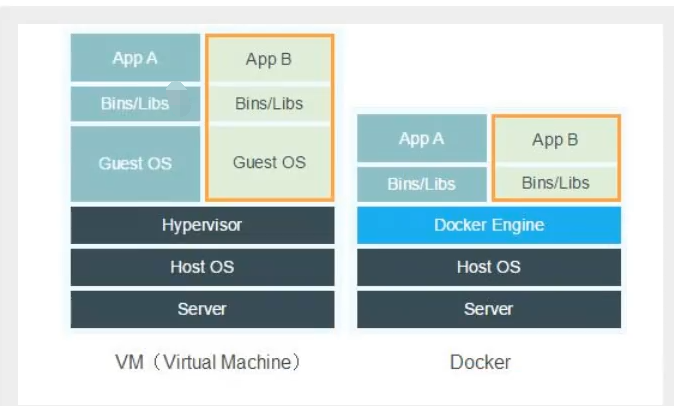 App A
App B
Bins/Libs
Bins/Libs
Guest OS
Guest OS
Hypervisor
Host OS
Server
VM（Virtual Machine）
App A
App B
Bins/Libs
Bins/Libs
Docker Engine
Host OS
Server
Docker